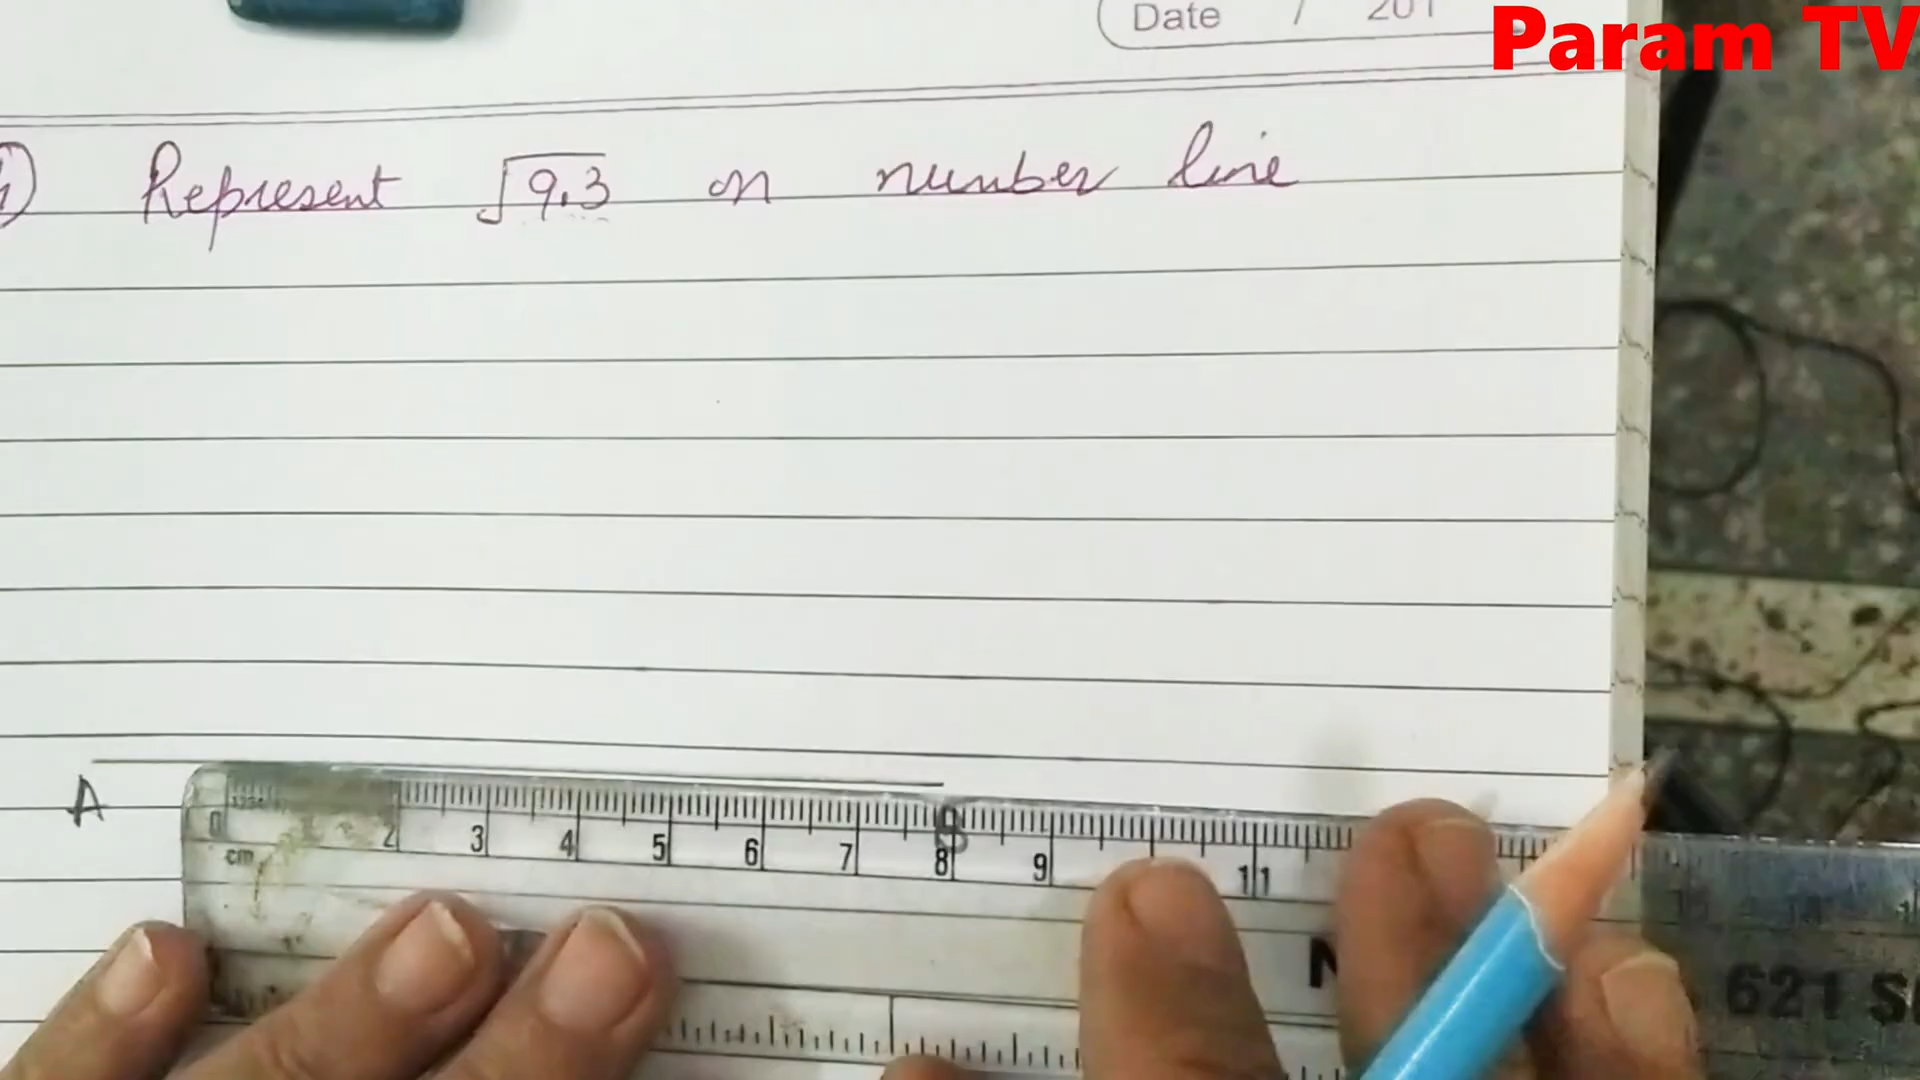 Date / 201
Param TV
Represent √9.3 on number line
A
B
0 2 3 4 5 6 7 8 9 11
cm
N
621